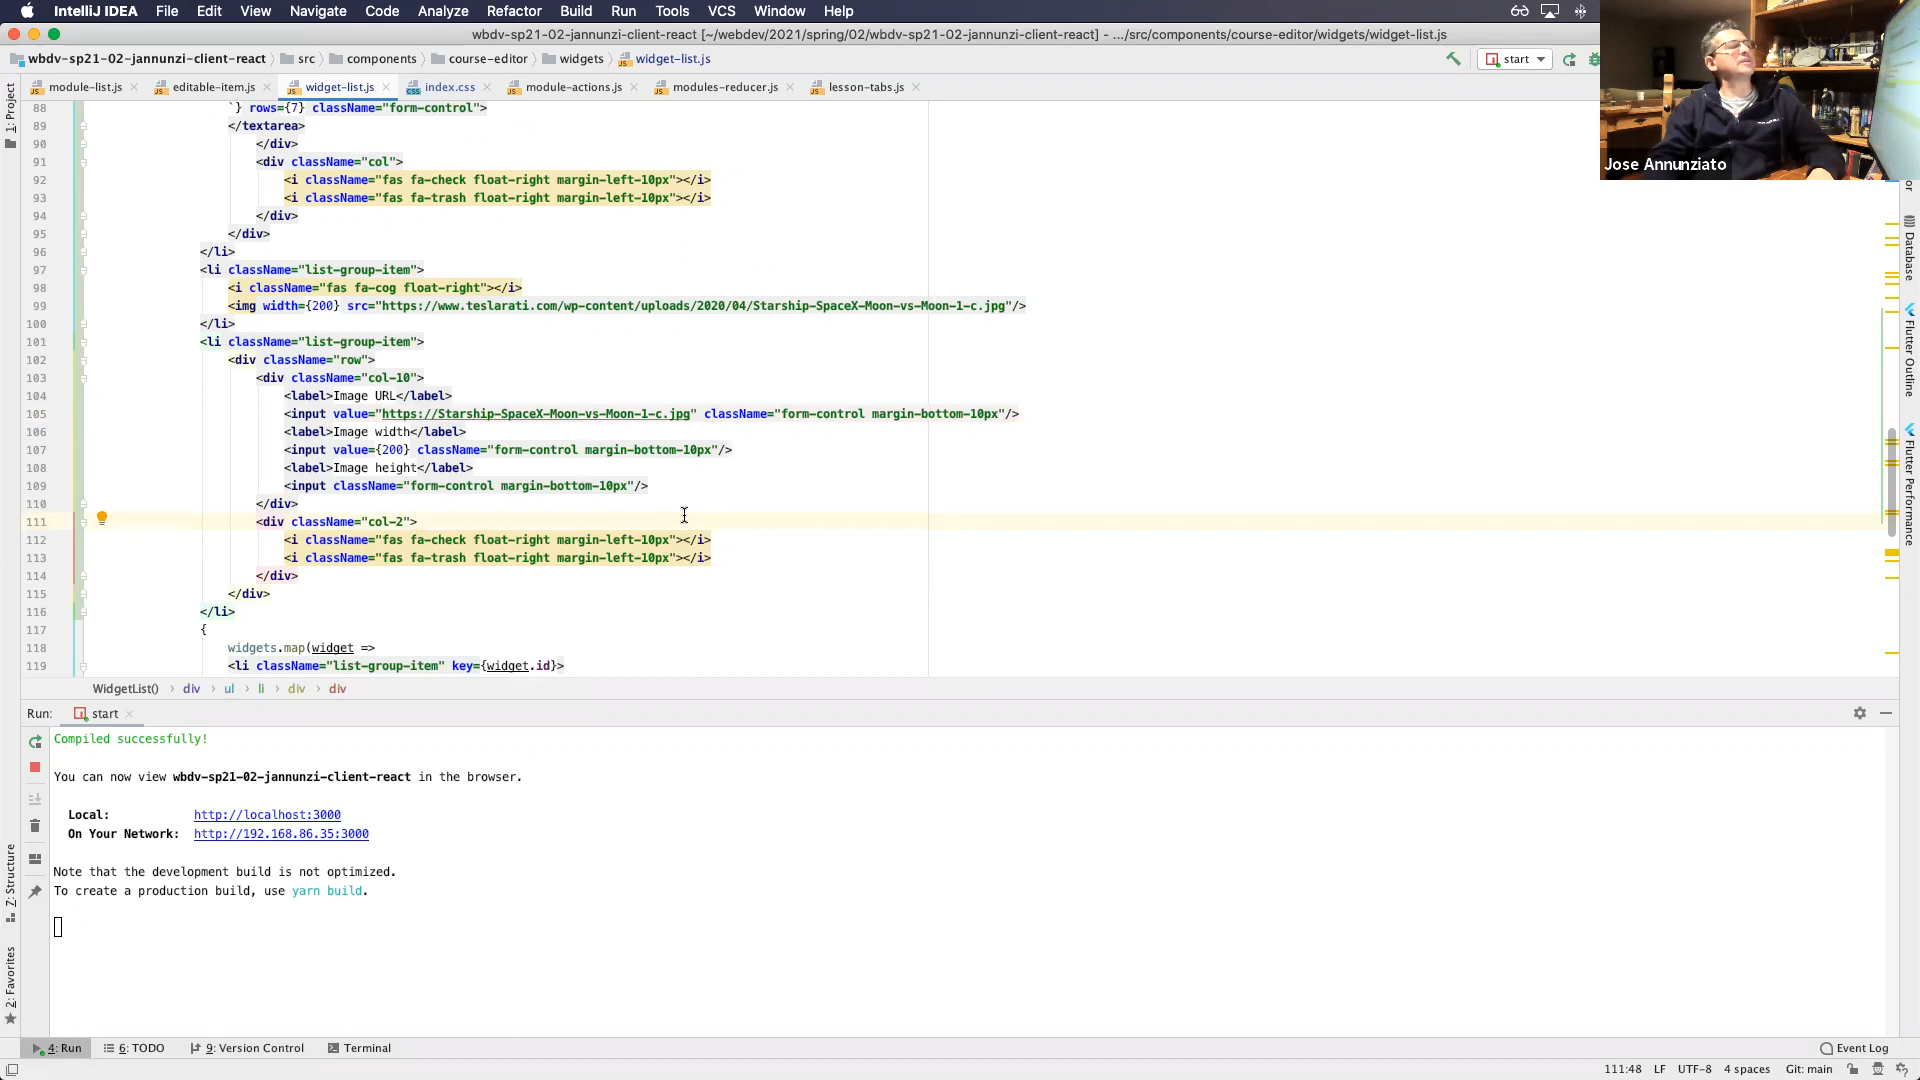 IntelliJ IDEA File Edit View Navigate Code Analyze Refactor Build Run Tools VCS Window Help
wbdv-sp21-02-jannunzi-client-react [~/webdev/2021/spring/02/wbdv-sp21-02-jannunzi-client-react] - .../src/components/course-editor/widgets/widget-list.js
wbdv-sp21-02-jannunzi-client-react src components course-editor widgets widget-list.js start
module-list.js editable-item.js widget-list.js index.css module-actions.js modules-reducer.js lesson-tabs.js
1: Project
Jose Annunziato
88 `} rows={7} className="form-control">
89 </textarea>
90 </div>
91 <div className="col">
92 <i className="fas fa-check float-right margin-left-10px"></i>
93 <i className="fas fa-trash float-right margin-left-10px"></i>
94 </div>
95 </div>
96 </li>
97 <li className="list-group-item">
98 <i className="fas fa-cog float-right"></i>
99 <img width={200} src="https://www.teslarati.com/wp-content/uploads/2020/04/Starship-SpaceX-Moon-vs-Moon-1-c.jpg"/>
100 </li>
101 <li className="list-group-item">
102 <div className="row">
103 <div className="col-10">
104 <label>Image URL</label>
105 <input value="https://Starship-SpaceX-Moon-vs-Moon-1-c.jpg" className="form-control margin-bottom-10px"/>
106 <label>Image width</label>
107 <input value={200} className="form-control margin-bottom-10px"/>
108 <label>Image height</label>
109 <input className="form-control margin-bottom-10px"/>
110 </div>
111 <div className="col-2">
112 <i className="fas fa-check float-right margin-left-10px"></i>
113 <i className="fas fa-trash float-right margin-left-10px"></i>
114 </div>
115 </div>
116 </li>
117 {
118 widgets.map(widget =>
119 <li className="list-group-item" key={widget.id}>
Database
Flutter Outline
Flutter Performance
WidgetList() div ul li div div
Run: start
Compiled successfully!
You can now view wbdv-sp21-02-jannunzi-client-react in the browser.
Local: http://localhost:3000
On Your Network: http://192.168.86.35:3000
Note that the development build is not optimized.
To create a production build, use yarn build.
7: Structure
2: Favorites
4: Run 6: TODO 9: Version Control Terminal Event Log
111:48 LF UTF-8 4 spaces Git: main